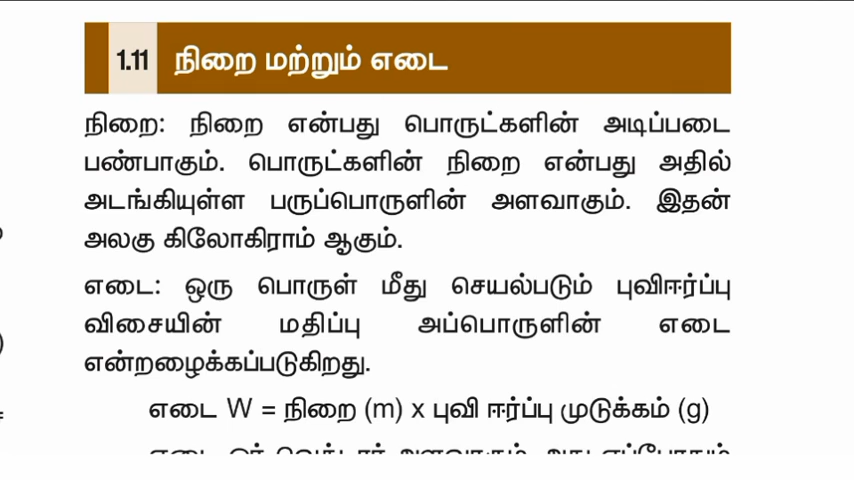 1.11 நிறை மற்றும் எடை
நிறை: நிறை என்பது பொருட்களின் அடிப்படை
பண்பாகும். பொருட்களின் நிறை என்பது அதில்
அடங்கியுள்ள பருப்பொருளின் அளவாகும். இதன்
அலகு கிலோகிராம் ஆகும்.
எடை: ஒரு பொருள் மீது செயல்படும் புவிஈர்ப்பு
விசையின் மதிப்பு அப்பொருளின் எடை
என்றழைக்கப்படுகிறது.
எடை W = நிறை (m) x புவி ஈர்ப்பு முடுக்கம் (g)